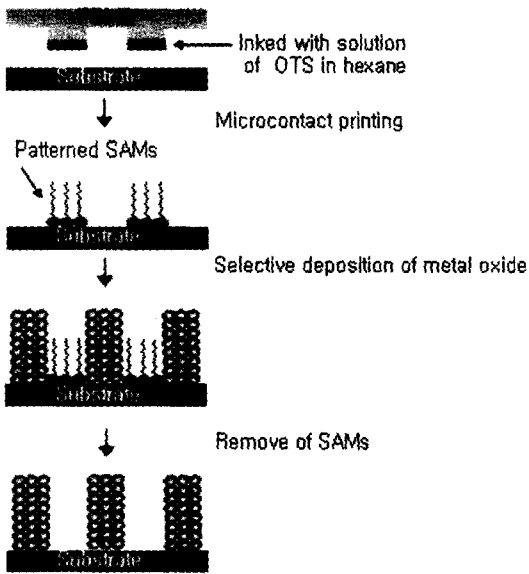 Inked with solution
of OTS in hexane
Substrate
Microcontact printing
Patterned SAMs
Substrate
Selective deposition of metal oxide
Substrate
Remove of SAMs
Substrate